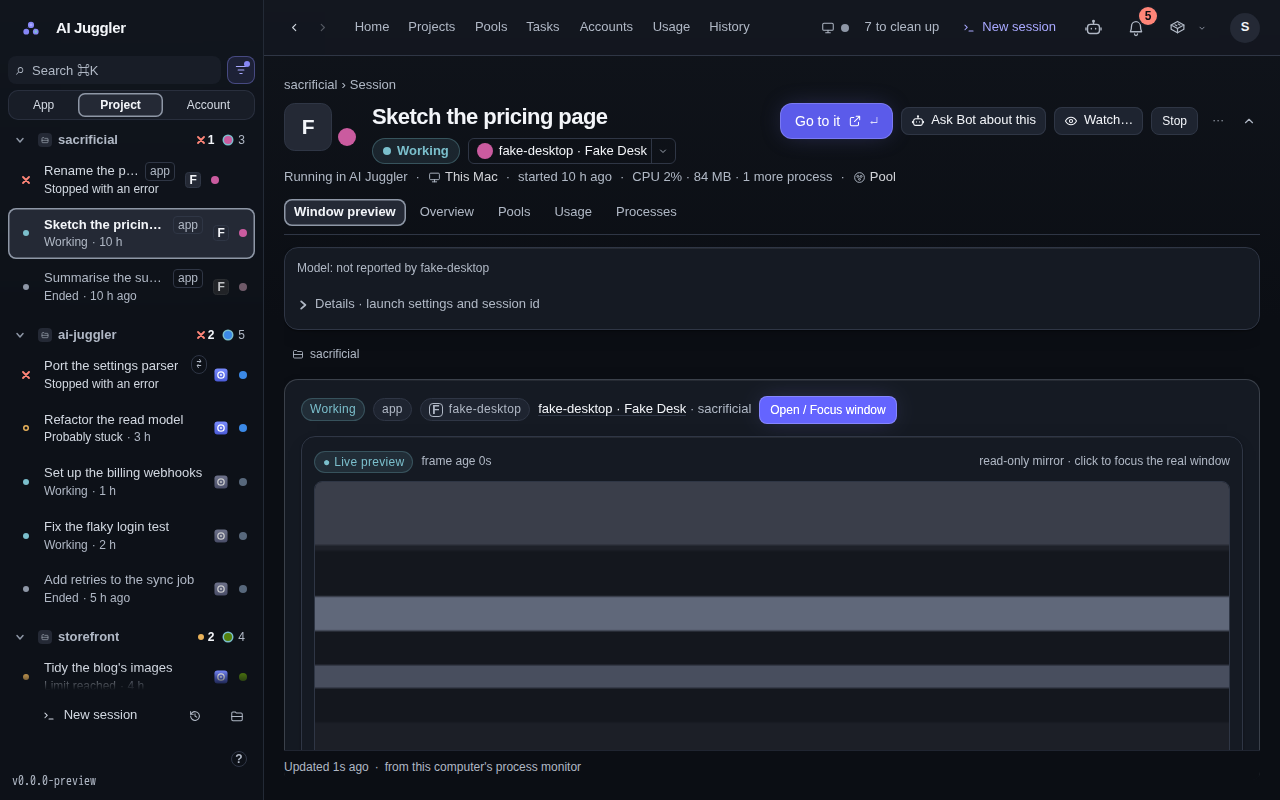 AI Juggler
Search ⌘K
App Project Account
sacrificial 1 3
Rename the p… app F
Stopped with an error
Sketch the pricin… app F
Working · 10 h
Summarise the su… app F
Ended · 10 h ago
ai-juggler 2 5
Port the settings parser
Stopped with an error
Refactor the read model
Probably stuck · 3 h
Set up the billing webhooks
Working · 1 h
Fix the flaky login test
Working · 2 h
Add retries to the sync job
Ended · 5 h ago
storefront 2 4
Tidy the blog's images
Limit reached · 4 h
New session
?
v0.0.0-preview
Home Projects Pools Tasks Accounts Usage History
7 to clean up
New session
5
S
sacrificial › Session
F
Sketch the pricing page
Working
fake-desktop · Fake Desk
Go to it
Ask Bot about this
Watch…
Stop
Running in AI Juggler · This Mac · started 10 h ago · CPU 2% · 84 MB · 1 more process · Pool
Window preview Overview Pools Usage Processes
Model: not reported by fake-desktop
Details · launch settings and session id
sacrificial
Working app F fake-desktop fake-desktop · Fake Desk · sacrificial Open / Focus window
Live preview frame age 0s read-only mirror · click to focus the real window
Updated 1s ago · from this computer's process monitor